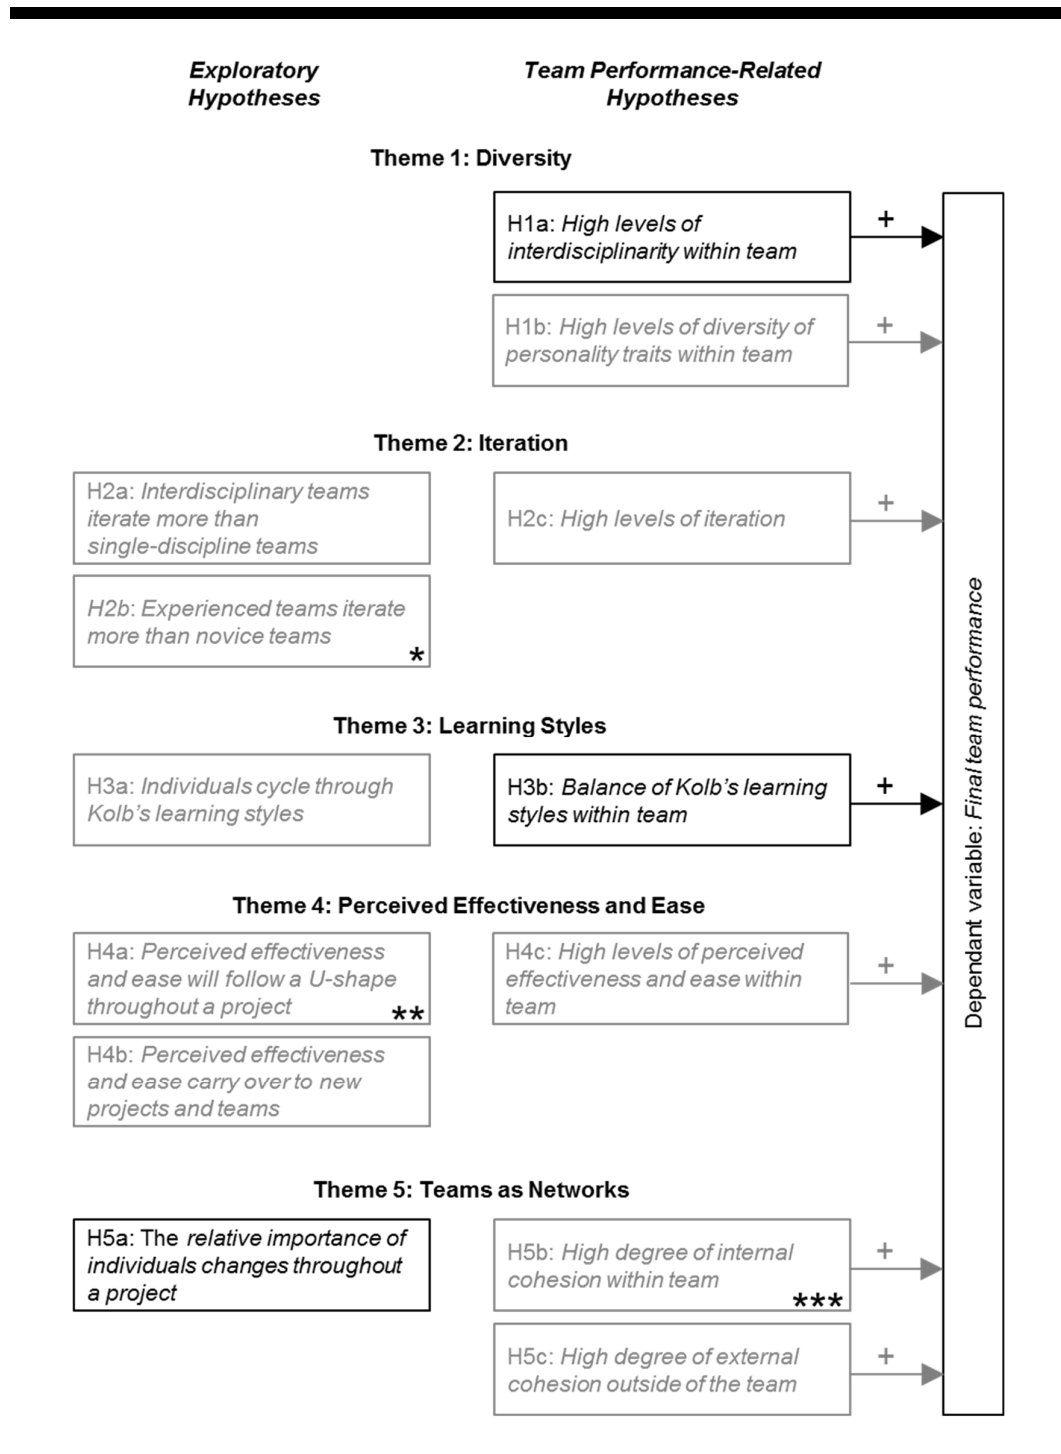 Exploratory
Hypotheses
Team Performance-Related
Hypotheses
Theme 1: Diversity
H1a: High levels of
interdisciplinarity within team
+
H1b: High levels of diversity of
personality traits within team
+
Theme 2: Iteration
H2a: Interdisciplinary teams
iterate more than
single-discipline teams
H2b: Experienced teams iterate
more than novice teams
*
H2c: High levels of iteration
+
Theme 3: Learning Styles
H3a: Individuals cycle through
Kolb's learning styles
H3b: Balance of Kolb's learning
styles within team
+
Theme 4: Perceived Effectiveness and Ease
H4a: Perceived effectiveness
and ease will follow a U-shape
throughout a project
**
H4b: Perceived effectiveness
and ease carry over to new
projects and teams
H4c: High levels of perceived
effectiveness and ease within
team
+
Theme 5: Teams as Networks
H5a: The relative importance of
individuals changes throughout
a project
H5b: High degree of internal
cohesion within team
***
+
H5c: High degree of external
cohesion outside of the team
+
Dependant variable: Final team performance